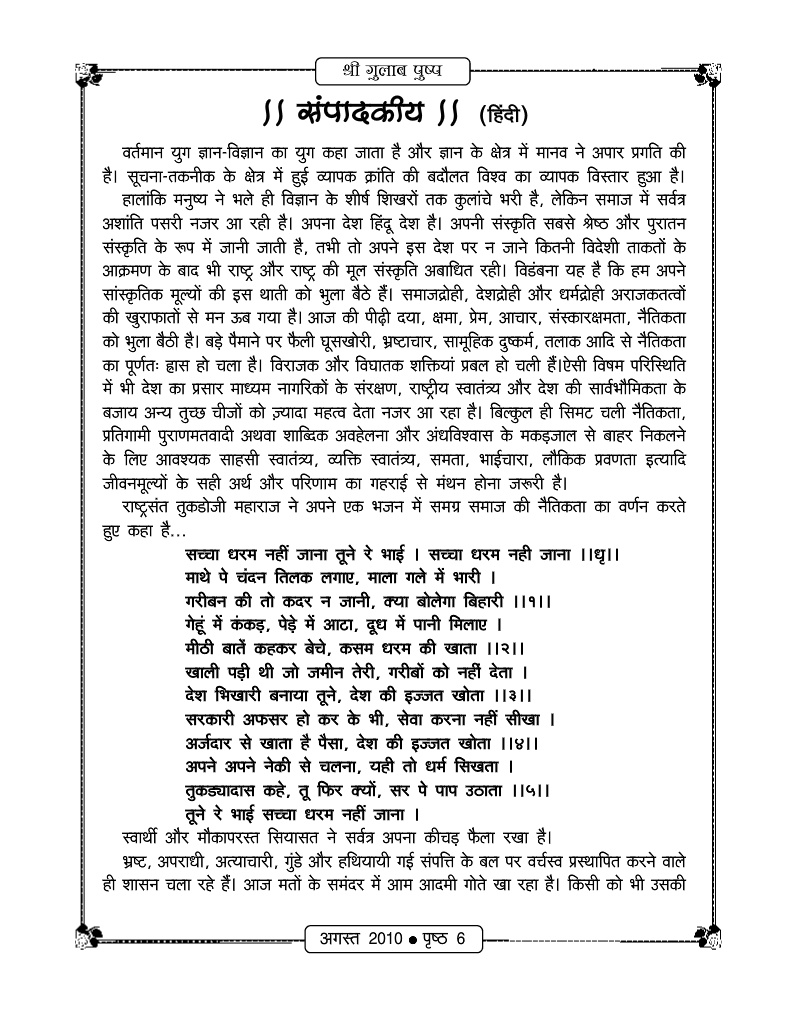 श्री गुलाब पुष्प
।। संपादकीय ।। (हिंदी)
वर्तमान युग ज्ञान-विज्ञान का युग कहा जाता है और ज्ञान के क्षेत्र में मानव ने अपार प्रगति की
है। सूचना-तकनीक के क्षेत्र में हुई व्यापक क्रांति की बदौलत विश्व का व्यापक विस्तार हुआ है।
हालांकि मनुष्य ने भले ही विज्ञान के शीर्ष शिखरों तक कुलांचे भरी है, लेकिन समाज में सर्वत्र
अशांति पसरी नजर आ रही है। अपना देश हिंदू देश है। अपनी संस्कृति सबसे श्रेष्ठ और पुरातन
संस्कृति के रूप में जानी जाती है, तभी तो अपने इस देश पर न जाने कितनी विदेशी ताकतों के
आक्रमण के बाद भी राष्ट्र और राष्ट्र की मूल संस्कृति अबाधित रही। विडंबना यह है कि हम अपने
सांस्कृतिक मूल्यों की इस थाती को भुला बैठे हैं। समाजद्रोही, देशद्रोही और धर्मद्रोही अराजकतत्वों
की खुराफातों से मन ऊब गया है। आज की पीढ़ी दया, क्षमा, प्रेम, आचार, संस्कारक्षमता, नैतिकता
को भुला बैठी है। बड़े पैमाने पर फैली घूसखोरी, भ्रष्टाचार, सामूहिक दुष्कर्म, तलाक आदि से नैतिकता
का पूर्णतः ह्रास हो चला है। विराजक और विघातक शक्तियां प्रबल हो चली हैं।ऐसी विषम परिस्थिति
में भी देश का प्रसार माध्यम नागरिकों के संरक्षण, राष्ट्रीय स्वातंत्र्य और देश की सार्वभौमिकता के
बजाय अन्य तुच्छ चीजों को ज़्यादा महत्व देता नजर आ रहा है। बिल्कुल ही सिमट चली नैतिकता,
प्रतिगामी पुराणमतवादी अथवा शाब्दिक अवहेलना और अंधविश्वास के मकड़जाल से बाहर निकलने
के लिए आवश्यक साहसी स्वातंत्र्य, व्यक्ति स्वातंत्र्य, समता, भाईचारा, लौकिक प्रवणता इत्यादि
जीवनमूल्यों के सही अर्थ और परिणाम का गहराई से मंथन होना जरूरी है।
राष्ट्रसंत तुकडोजी महाराज ने अपने एक भजन में समग्र समाज की नैतिकता का वर्णन करते
हुए कहा है...
सच्चा धरम नहीं जाना तूने रे भाई । सच्चा धरम नही जाना ।।धृ।।
माथे पे चंदन तिलक लगाए, माला गले में भारी ।
गरीबन की तो कदर न जानी, क्या बोलेगा बिहारी ।।१।।
गेहूं में कंकड़, पेड़े में आटा, दूध में पानी मिलाए ।
मीठी बातें कहकर बेचे, कसम धरम की खाता ।।२।।
खाली पड़ी थी जो जमीन तेरी, गरीबों को नहीं देता ।
देश भिखारी बनाया तूने, देश की इज्जत खोता ।।३।।
सरकारी अफसर हो कर के भी, सेवा करना नहीं सीखा ।
अर्जदार से खाता है पैसा, देश की इज्जत खोता ।।४।।
अपने अपने नेकी से चलना, यही तो धर्म सिखता ।
तुकड्यादास कहे, तू फिर क्यों, सर पे पाप उठाता ।।५।।
तूने रे भाई सच्चा धरम नहीं जाना ।
स्वार्थी और मौकापरस्त सियासत ने सर्वत्र अपना कीचड़ फैला रखा है।
भ्रष्ट, अपराधी, अत्याचारी, गुंडे और हथियायी गई संपत्ति के बल पर वर्चस्व प्रस्थापित करने वाले
ही शासन चला रहे हैं। आज मतों के समंदर में आम आदमी गोते खा रहा है। किसी को भी उसकी
अगस्त 2010 ● पृष्ठ 6